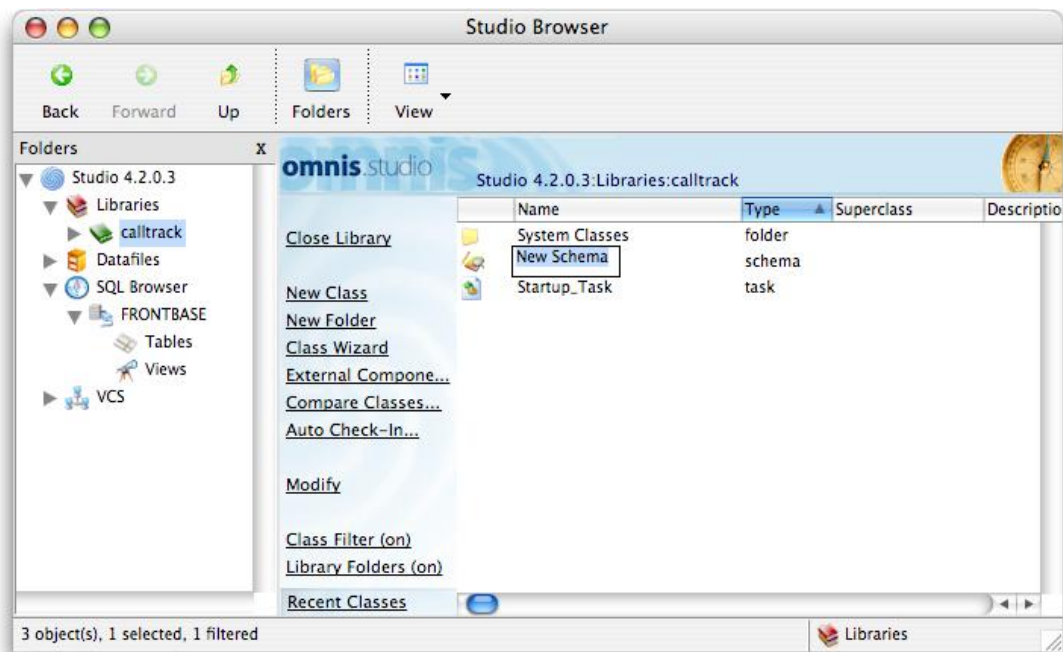 Studio Browser
Back Forward Up Folders View
Folders X
Studio 4.2.0.3
Libraries
calltrack
Datafiles
SQL Browser
FRONTBASE
Tables
Views
VCS
omnis.studio
Studio 4.2.0.3:Libraries:calltrack
Close Library
New Class
New Folder
Class Wizard
External Compone...
Compare Classes...
Auto Check-In...
Modify
Class Filter (on)
Library Folders (on)
Recent Classes
Name Type Superclass Descriptio
System Classes folder
New Schema schema
Startup_Task task
3 object(s), 1 selected, 1 filtered
Libraries